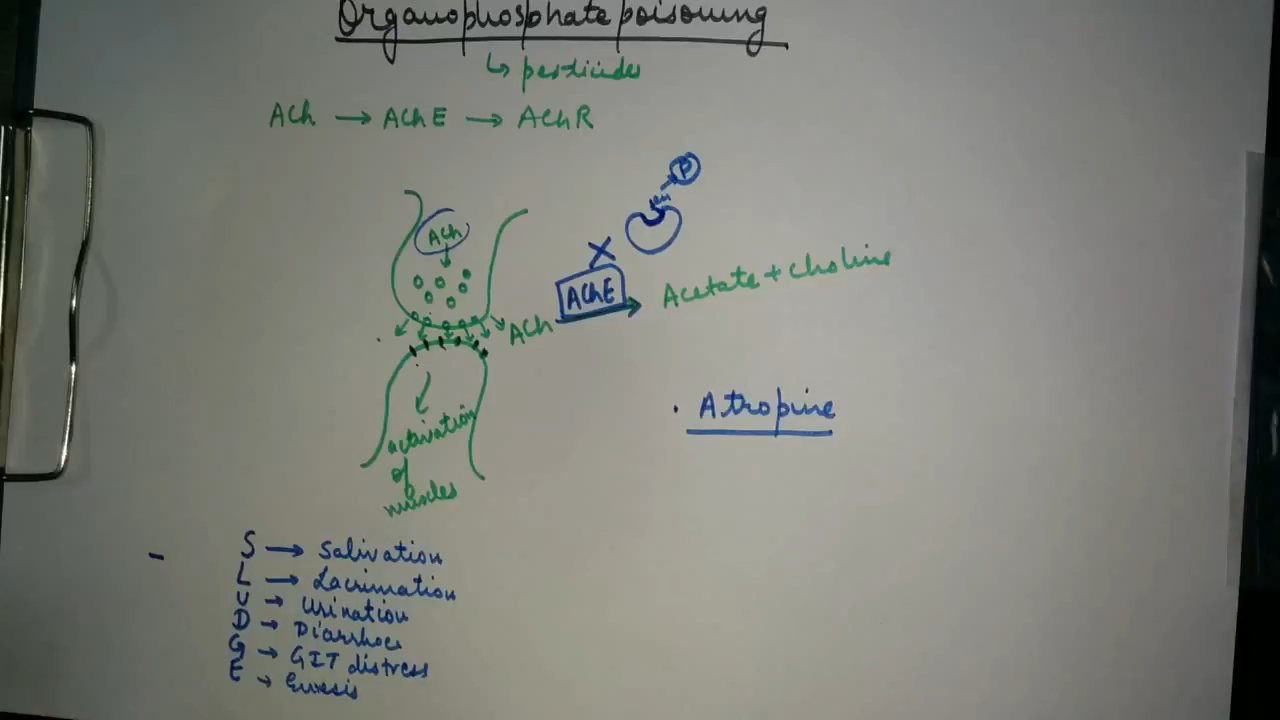 Organophosphate poisoning
↳ pesticides
ACh → AChE → AChR
P
ACh
AChE
Acetate + choline
ACh
Atropine
activation
of
muscles
S → Salivation
L → Lacrimation
U → Urination
D → Diarrhoea
G → GIT distress
E → Emesis